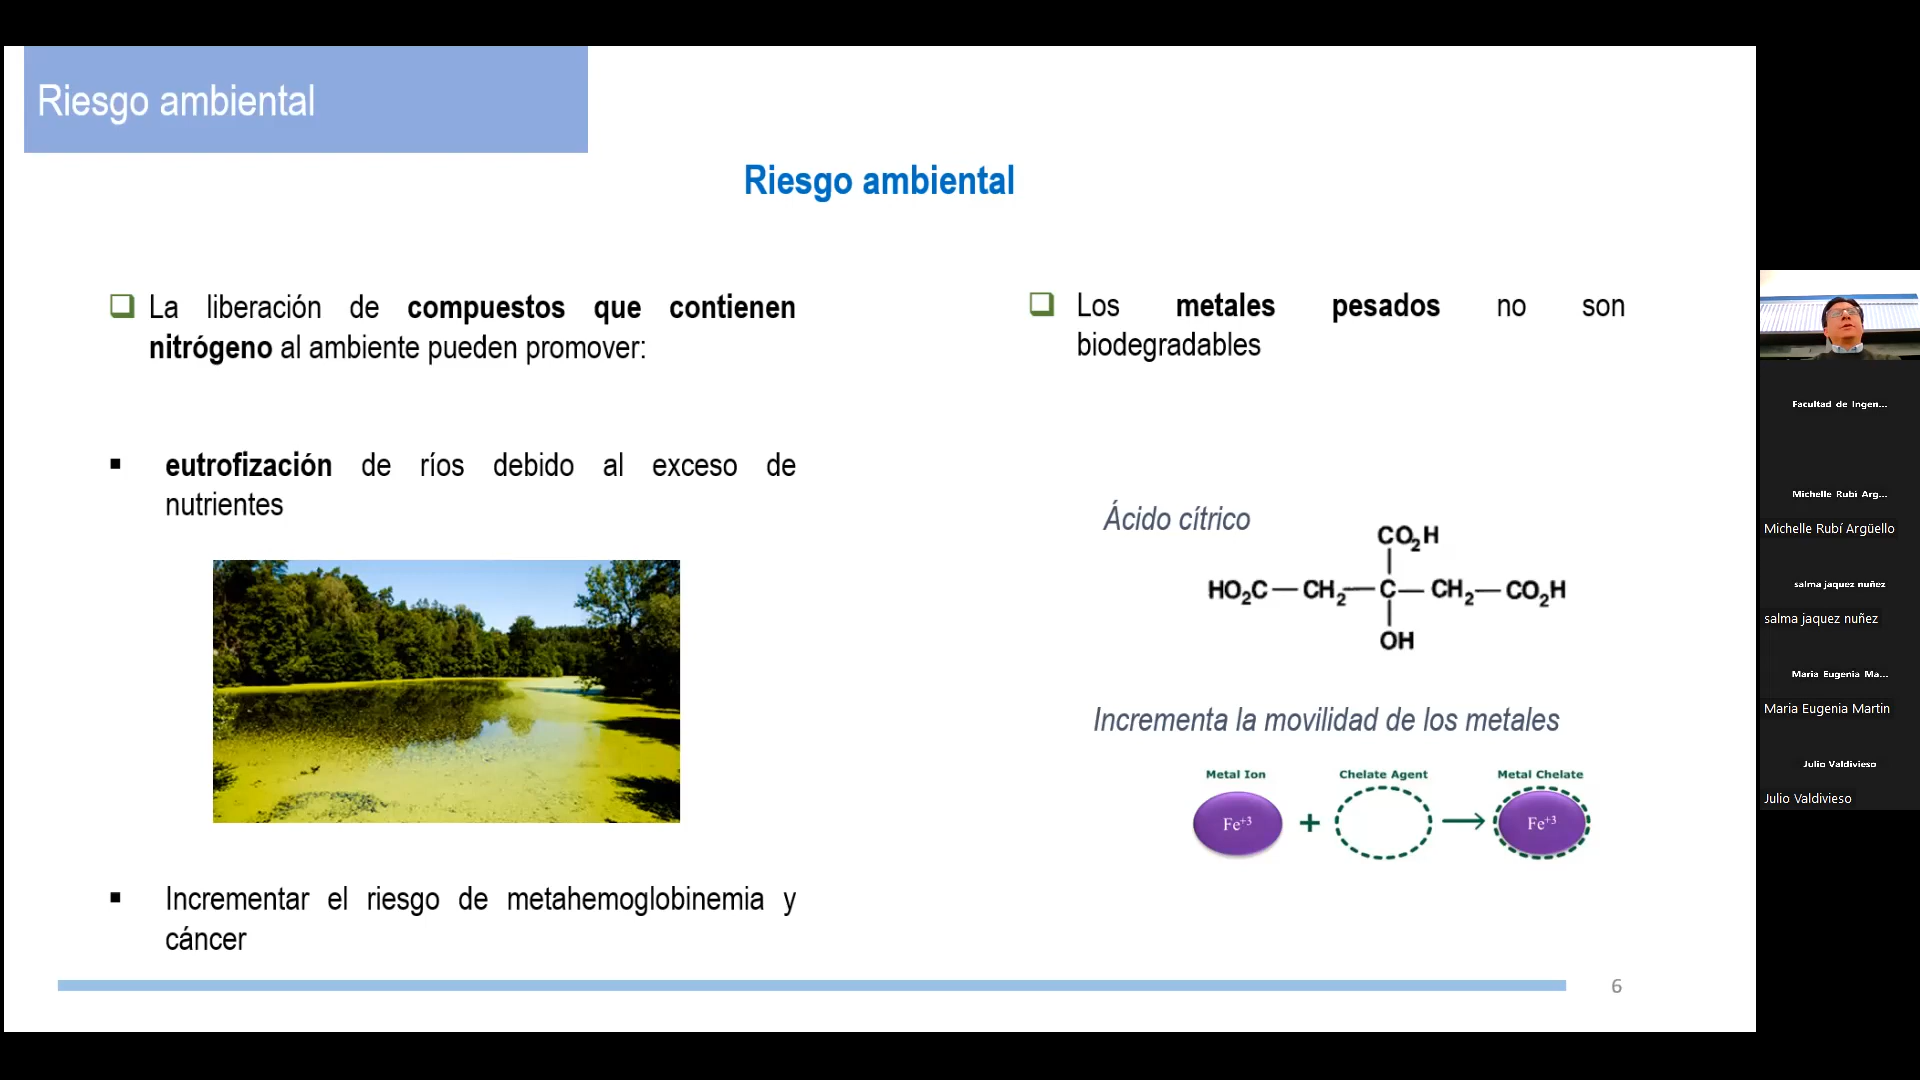 Riesgo ambiental
Riesgo ambiental
La liberación de compuestos que contienen
nitrógeno al ambiente pueden promover:
eutrofización de ríos debido al exceso de
nutrientes
Incrementar el riesgo de metahemoglobinemia y
cáncer
Los metales pesados no son
biodegradables
Ácido cítrico
CO₂H
HO₂C—CH₂—C—CH₂—CO₂H
OH
Incrementa la movilidad de los metales
Metal Ion Chelate Agent Metal Chelate
Fe⁺³ + → Fe⁺³
6
Facultad de Ingen...
Michelle Rubí Arg...
Michelle Rubí Argüello
salma jaquez nuñez
salma jaquez nuñez
Maria Eugenia Ma...
Maria Eugenia Martin
Julio Valdivieso
Julio Valdivieso